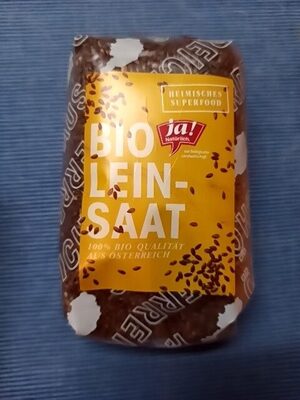 HEIMISCHES
SUPERFOOD
ja!
Natürlich.
BIO
LEIN-
SAAT
100% BIO QUALITÄT
AUS ÖSTERREICH